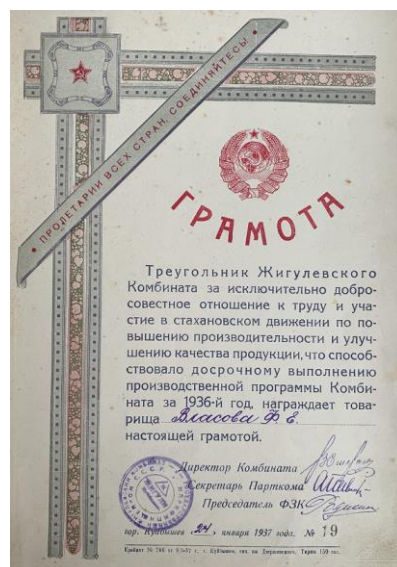 ПРОЛЕТАРИИ ВСЕХ СТРАН, СОЕДИНЯЙТЕСЬ!
ГРАМОТА
Треугольник Жигулевского
Комбината за исключительно добро-
совестное отношение к труду и уча-
стие в стахановском движении по по-
вышению производительности и улуч-
шению качества продукции, что способ-
ствовало досрочному выполнению
производственной программы Комби-
ната за 1936-й год, награждает това-
рища Власова Ф. Е.
настоящей грамотой.
Директор Комбината
Секретарь Парткома
Председатель ФЗК
гор. Куйбышев „24„ января 1937 года. № 19